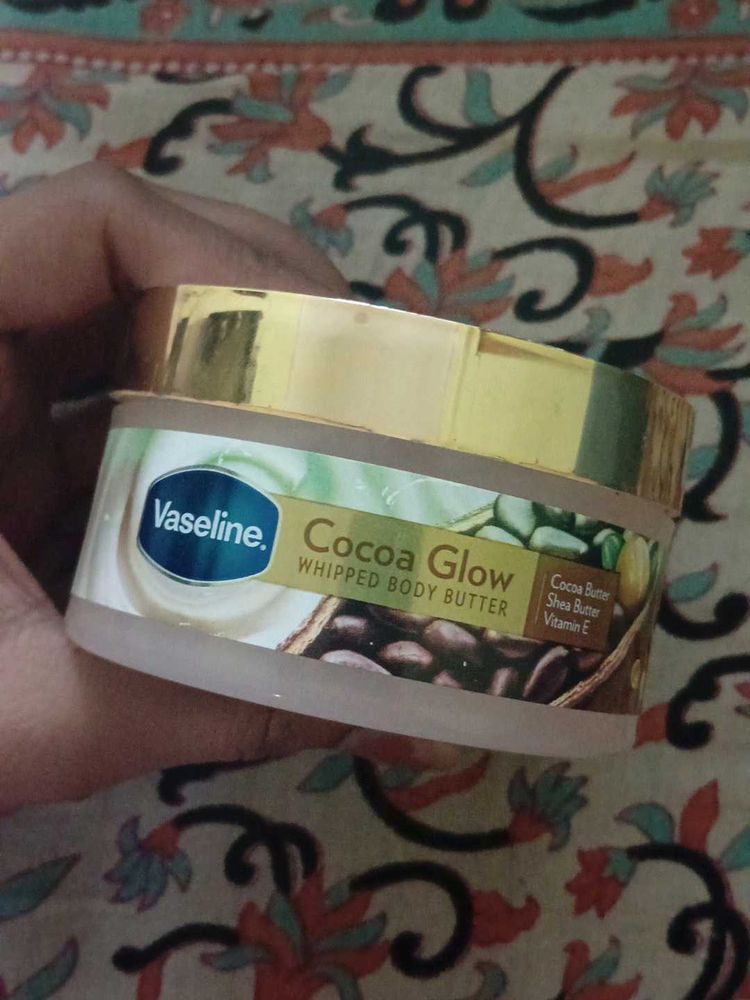 Vaseline.
Cocoa Glow
WHIPPED BODY BUTTER
Cocoa Butter
Shea Butter
Vitamin E